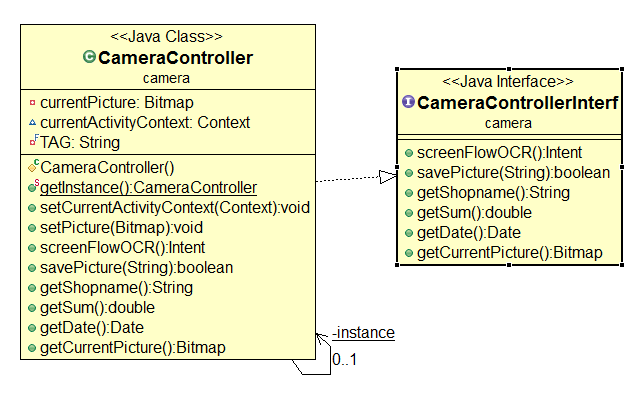 <<Java Class>>
CameraController
camera
currentPicture: Bitmap
currentActivityContext: Context
TAG: String
CameraController()
getInstance():CameraController
setCurrentActivityContext(Context):void
setPicture(Bitmap):void
screenFlowOCR():Intent
savePicture(String):boolean
getShopname():String
getSum():double
getDate():Date
getCurrentPicture():Bitmap
-instance
0..1
<<Java Interface>>
CameraControllerInterf
camera
screenFlowOCR():Intent
savePicture(String):boolean
getShopname():String
getSum():double
getDate():Date
getCurrentPicture():Bitmap